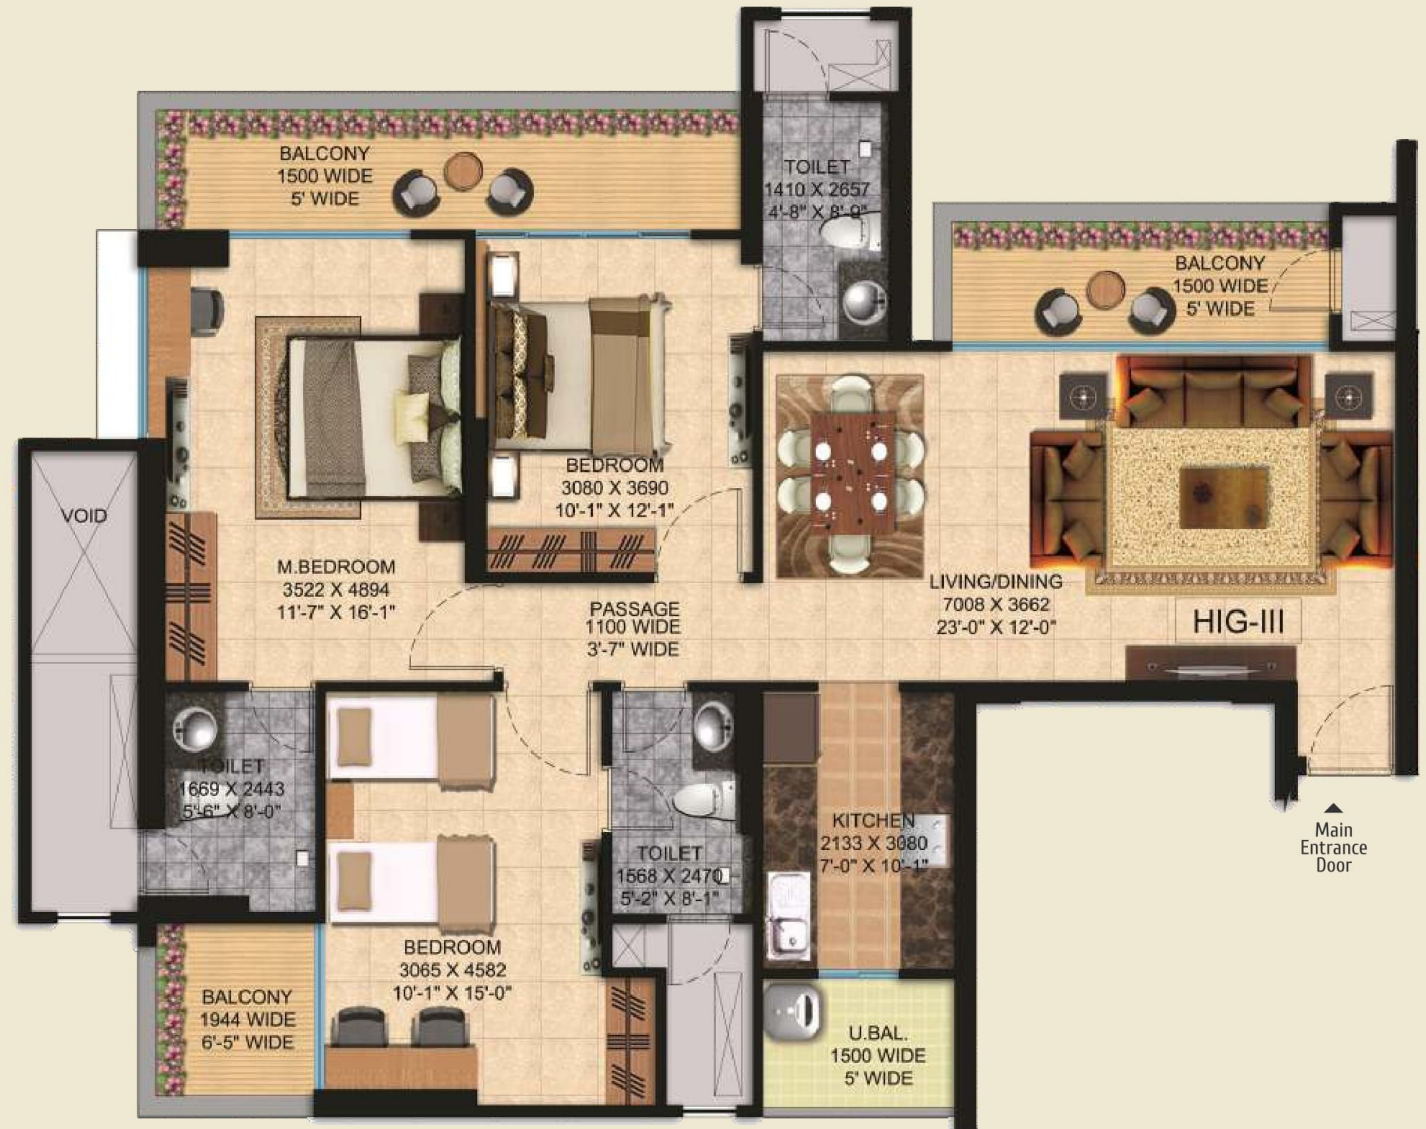 BALCONY
1500 WIDE
5' WIDE
TOILET
1410 X 2657
4'-8" X 8'-9"
BALCONY
1500 WIDE
5' WIDE
BEDROOM
3080 X 3690
10'-1" X 12'-1"
VOID
M.BEDROOM
3522 X 4894
11'-7" X 16'-1"
PASSAGE
1100 WIDE
3'-7" WIDE
LIVING/DINING
7008 X 3662
23'-0" X 12'-0"
HIG-III
TOILET
1669 X 2443
5'-6" X 8'-0"
TOILET
1568 X 2470
5'-2" X 8'-1"
KITCHEN
2133 X 3080
7'-0" X 10'-1"
Main
Entrance
Door
BEDROOM
3065 X 4582
10'-1" X 15'-0"
BALCONY
1944 WIDE
6'-5" WIDE
U.BAL.
1500 WIDE
5' WIDE